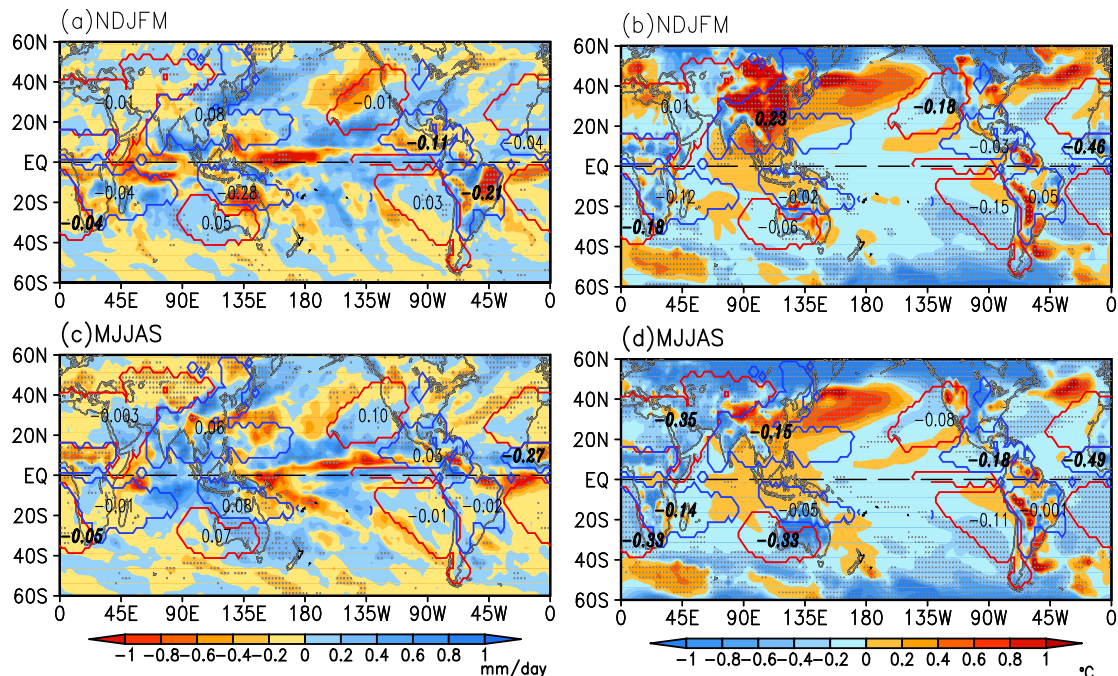 (a)NDJFM
60N
40N
20N
EQ
20S
40S
60S
0 45E 90E 135E 180 135W 90W 45W 0
0.01
0.08
-0.01
-0.11
-0.04
-0.04
-0.28
-0.21
0.03
-0.04
0.05
(b)NDJFM
60N
40N
20N
EQ
20S
40S
60S
0 45E 90E 135E 180 135W 90W 45W 0
0.01
0.23
-0.18
-0.03
-0.46
-0.12
-0.02
-0.15
0.05
-0.18
-0.06
(c)MJJAS
60N
40N
20N
EQ
20S
40S
60S
0 45E 90E 135E 180 135W 90W 45W 0
-0.003
0.06
0.10
0.03
-0.27
-0.01
0.08
-0.01
-0.02
-0.05
0.07
-1 -0.8 -0.6 -0.4 -0.2 0 0.2 0.4 0.6 0.8 1
mm/day
(d)MJJAS
60N
40N
20N
EQ
20S
40S
60S
0 45E 90E 135E 180 135W 90W 45W 0
-0.35
-0.15
-0.08
-0.18
-0.49
-0.14
-0.05
-0.11
-0.001
-0.33
-0.33
-1 -0.8 -0.6 -0.4 -0.2 0 0.2 0.4 0.6 0.8 1
°C